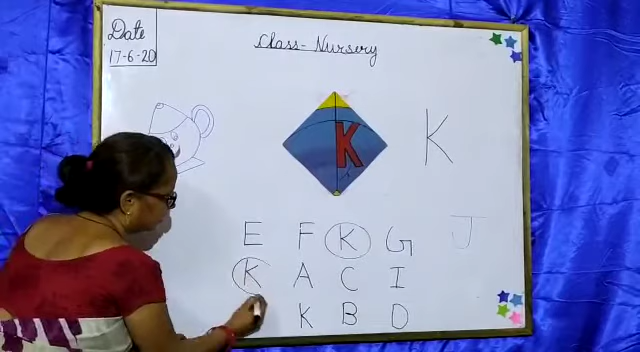 Date
17-6-20
Class- Nursery
K
K
E F K G J
K A C I
K B D